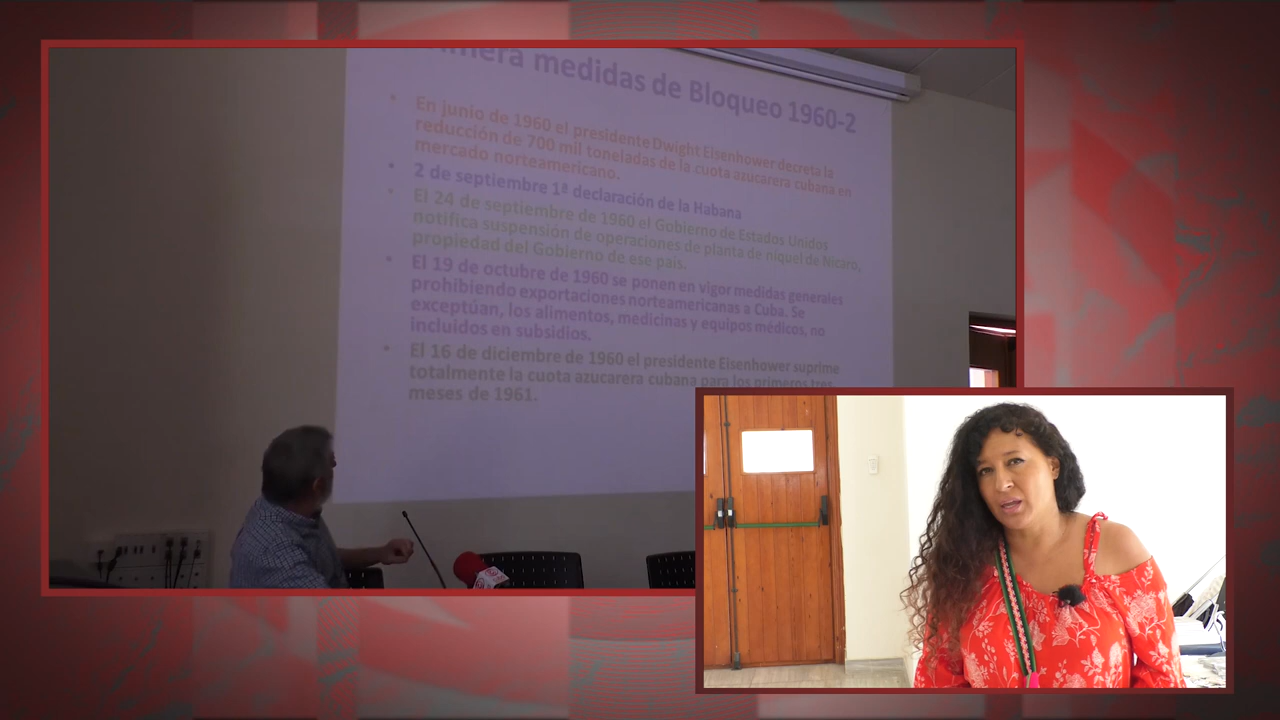 medidas de Bloqueo 1960-2
• En junio de 1960 el presidente Dwight Eisenhower decreta la
reducción de 700 mil toneladas de la cuota azucarera cubana en
mercado norteamericano.
• 2 de septiembre 1ª declaración de la Habana
• El 24 de septiembre de 1960 el Gobierno de Estados Unidos
notifica suspensión de operaciones de planta de níquel de Nicaro,
propiedad del Gobierno de ese país.
• El 19 de octubre de 1960 se ponen en vigor medidas generales
prohibiendo exportaciones norteamericanas a Cuba. Se
exceptúan, los alimentos, medicinas y equipos médicos, no
incluidos en subsidios.
• El 16 de diciembre de 1960 el presidente Eisenhower suprime
totalmente la cuota azucarera cubana para los primeros tres
meses de 1961.